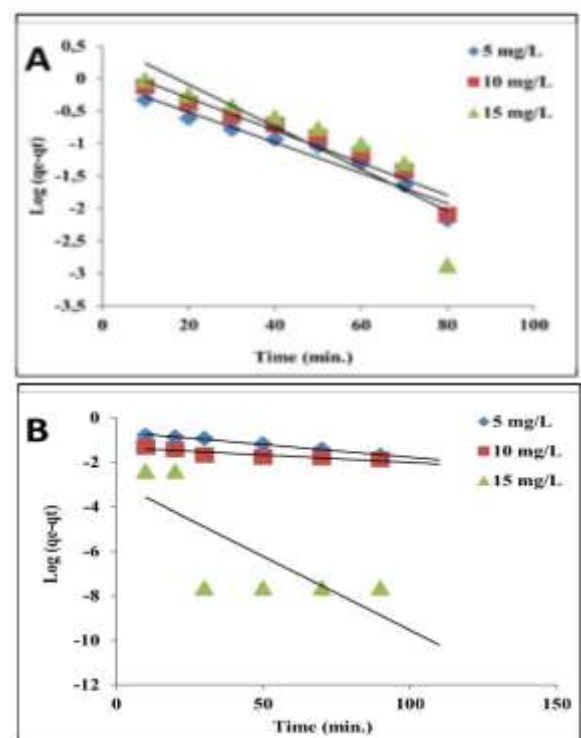 A
0,5
0
-0,5
-1
-1,5
-2
-2,5
-3
-3,5
Log (qe-qt)
0 20 40 60 80 100
Time (min.)
5 mg/L
10 mg/L
15 mg/L
B
0
-2
-4
-6
-8
-10
-12
Log (qe-qt)
0 50 100 150
Time (min.)
5 mg/L
10 mg/L
15 mg/L